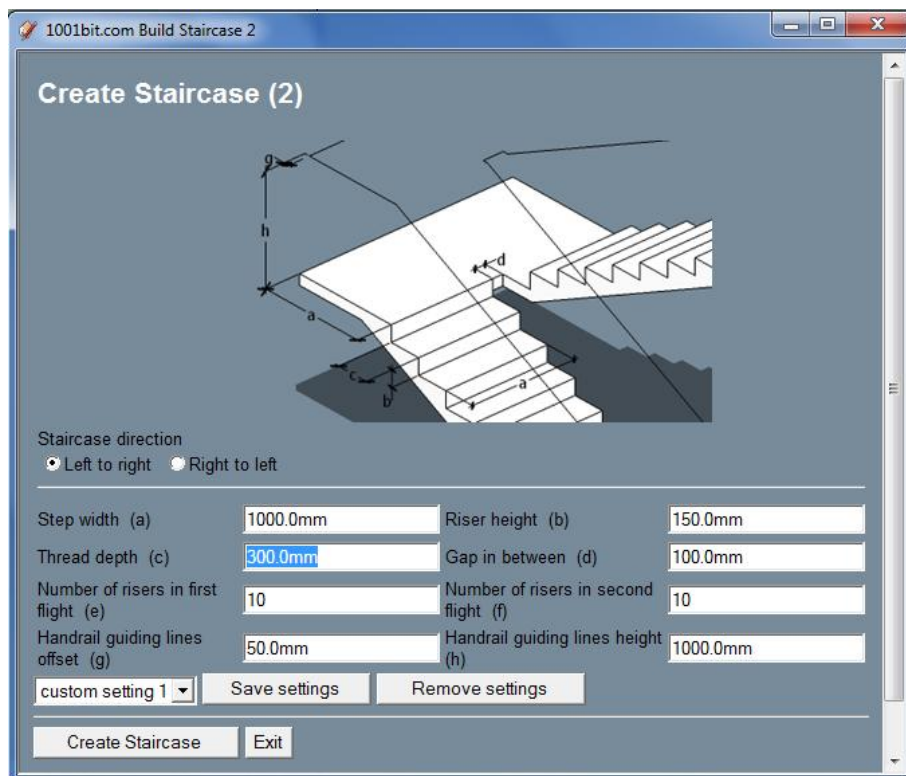 1001bit.com Build Staircase 2
Create Staircase (2)
g
h
d
a
c
a
b
Staircase direction
Left to right Right to left
Step width (a) 1000.0mm Riser height (b) 150.0mm
Thread depth (c) 300.0mm Gap in between (d) 100.0mm
Number of risers in first flight (e) 10 Number of risers in second flight (f) 10
Handrail guiding lines offset (g) 50.0mm Handrail guiding lines height (h) 1000.0mm
custom setting 1 Save settings Remove settings
Create Staircase Exit